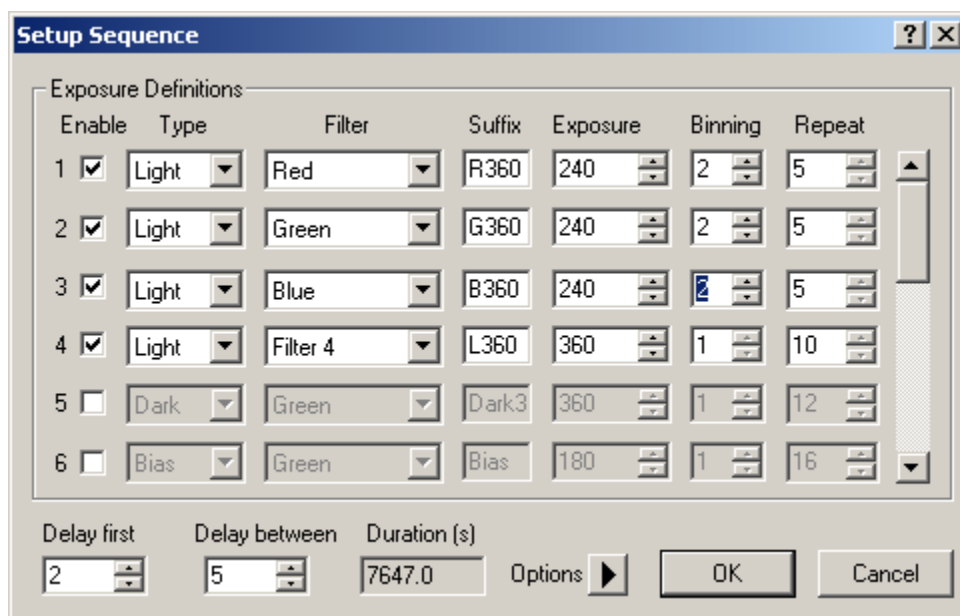 Setup Sequence
Exposure Definitions
Enable Type Filter Suffix Exposure Binning Repeat
1 Light Red R360 240 2 5
2 Light Green G360 240 2 5
3 Light Blue B360 240 2 5
4 Light Filter 4 L360 360 1 10
5 Dark Green Dark3 360 1 12
6 Bias Green Bias 180 1 16
Delay first Delay between Duration (s)
2 5 7647.0 Options OK Cancel